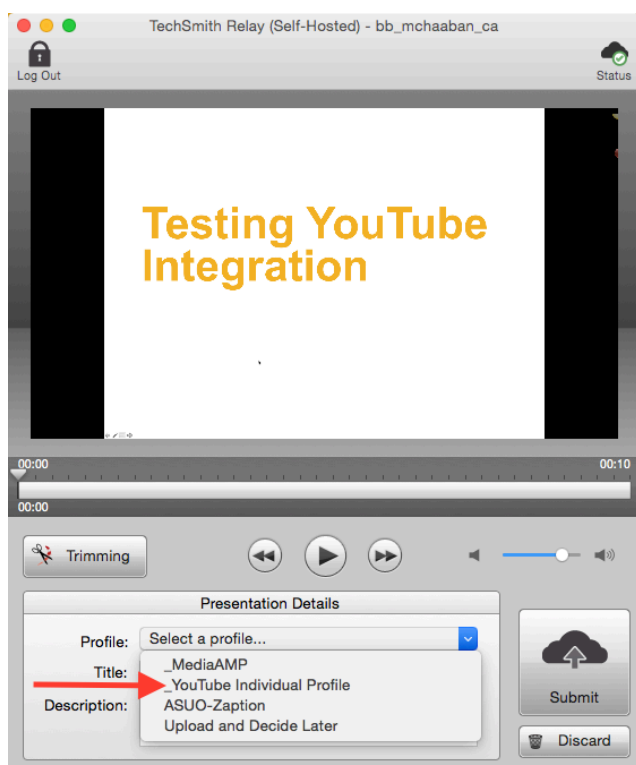 TechSmith Relay (Self-Hosted) - bb_mchaaban_ca
Log Out
Status
Testing YouTube
Integration
00:00
00:10
00:00
Trimming
Presentation Details
Profile:
Select a profile...
Title:
_MediaAMP
_YouTube Individual Profile
Description:
ASUO-Zaption
Upload and Decide Later
Submit
Discard